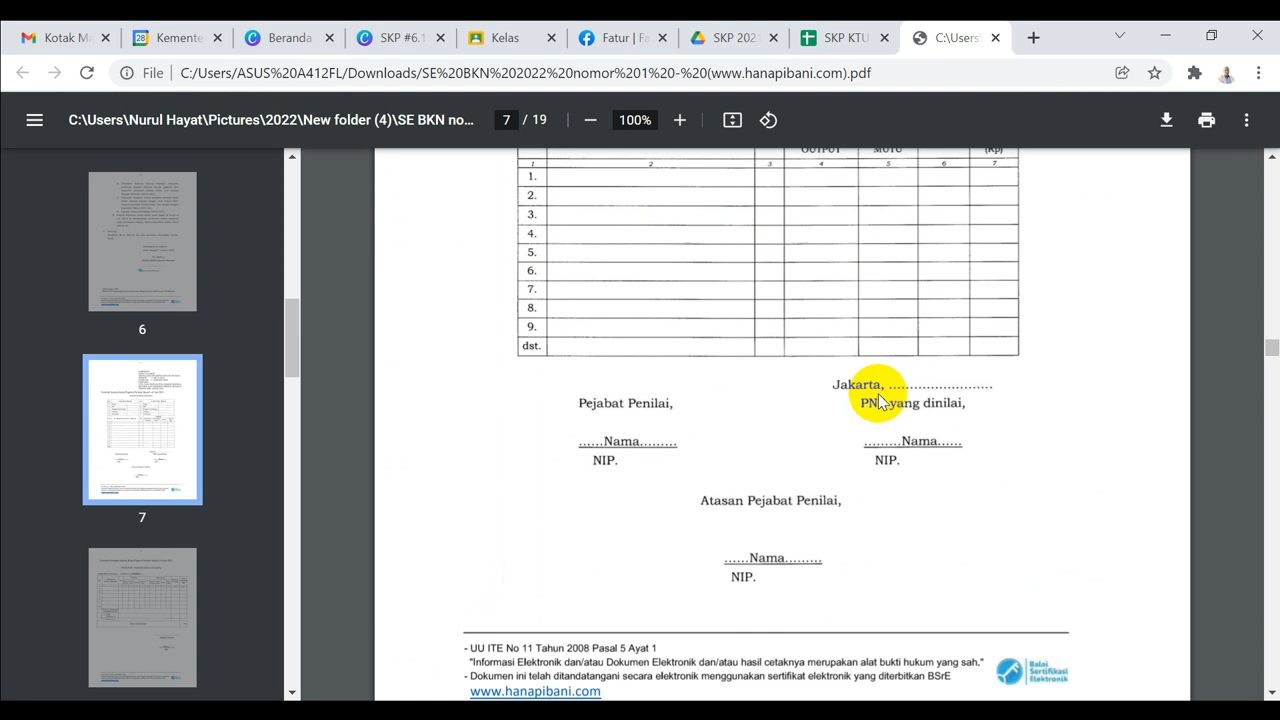 Kotak Ma
28
Kemente
Beranda
SKP #6.1
Kelas
Fatur | Fa
SKP 202
SKP KTU
C:\Users\
File
C:/Users/ASUS%20A412FL/Downloads/SE%20BKN%202022%20nomor%201%20-%20(www.hanapibani.com).pdf
C:\Users\Nurul Hayat\Pictures\2022\New folder (4)\SE BKN no...
7 / 19
100%
6
7
OUTPUT MUTU (Rp)
1 2 3 4 5 6 7
1.
2.
3.
4.
5.
6.
7.
8.
9.
dst.
Jakarta, .........................
Pejabat Penilai,
PNS yang dinilai,
......Nama.........
.........Nama......
NIP.
NIP.
Atasan Pejabat Penilai,
......Nama.........
NIP.
- UU ITE No 11 Tahun 2008 Pasal 5 Ayat 1
"Informasi Elektronik dan/atau Dokumen Elektronik dan/atau hasil cetaknya merupakan alat bukti hukum yang sah."
- Dokumen ini telah ditandatangani secara elektronik menggunakan sertifikat elektronik yang diterbitkan BSrE
www.hanapibani.com
Balai
Sertifikasi
Elektronik